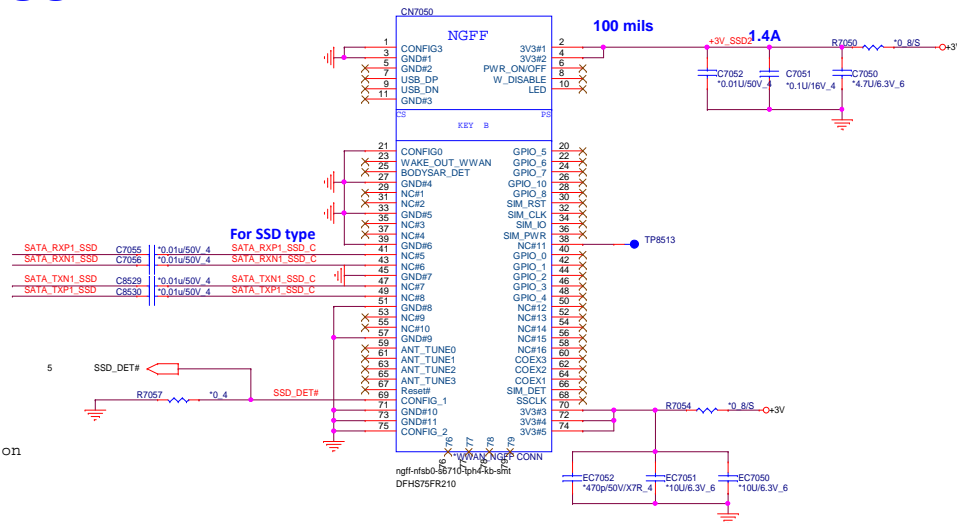 CN7050
NGFF
100 mils
+3V_SSD2
1.4A
R7050
*0_8/S
+3V
1
CONFIG3
3V3#1
2
3
GND#1
3V3#2
4
5
GND#2
PWR_ON/OFF
6
7
USB_DP
W_DISABLE
8
9
USB_DN
LED
10
11
GND#3
C7052
*0.01U/50V_4
C7051
*0.1U/16V_4
C7050
*4.7U/6.3V_6
CS
KEY B
PS
21
CONFIG0
GPIO_5
20
23
WAKE_OUT_WWAN
GPIO_6
22
25
BODYSAR_DET
GPIO_7
24
27
GND#4
GPIO_10
26
29
NC#1
GPIO_8
28
31
NC#2
SIM_RST
30
33
GND#5
SIM_CLK
32
35
NC#3
SIM_IO
34
37
NC#4
SIM_PWR
36
39
GND#6
NC#11
38
TP8513
For SSD type
SATA_RXP1_SSD
C7055
*0.01u/50V_4
SATA_RXP1_SSD_C
41
NC#5
GPIO_0
40
SATA_RXN1_SSD
C7056
*0.01u/50V_4
SATA_RXN1_SSD_C
43
NC#6
GPIO_1
42
45
GND#7
GPIO_2
44
SATA_TXN1_SSD
C8529
*0.01u/50V_4
SATA_TXN1_SSD_C
47
NC#7
GPIO_3
46
SATA_TXP1_SSD
C8530
*0.01u/50V_4
SATA_TXP1_SSD_C
49
NC#8
GPIO_4
48
51
GND#8
NC#12
50
53
NC#9
NC#13
52
55
NC#10
NC#14
54
57
GND#9
NC#15
56
59
ANT_TUNE0
NC#16
58
61
ANT_TUNE1
COEX3
60
63
ANT_TUNE2
COEX2
62
65
ANT_TUNE3
COEX1
64
67
Reset#
SIM_DET
66
69
CONFIG_1
SSCLK
68
71
GND#10
3V3#3
70
73
GND#11
3V3#4
72
75
CONFIG_2
3V3#5
74
5
SSD_DET#
R7057
*0_4
SSD_DET#
R7054
*0_8/S
+3V
on
76
77
78
79
76
77
78
79
*WWAN_NGFF CONN
ngff-nfsb0-s6710-tph4-kb-smt
DFHS75FR210
EC7052
*470p/50V/X7R_4
EC7051
*10U/6.3V_6
EC7050
*10U/6.3V_6